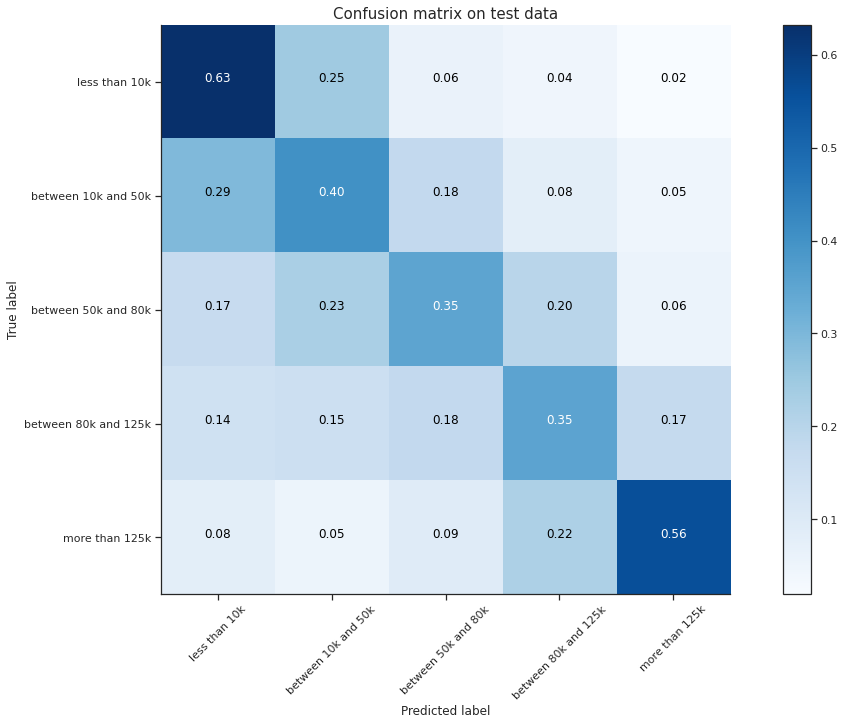 Confusion matrix on test data
True label
less than 10k
0.63 0.25 0.06 0.04 0.02
between 10k and 50k
0.29 0.40 0.18 0.08 0.05
between 50k and 80k
0.17 0.23 0.35 0.20 0.06
between 80k and 125k
0.14 0.15 0.18 0.35 0.17
more than 125k
0.08 0.05 0.09 0.22 0.56
less than 10k
between 10k and 50k
between 50k and 80k
between 80k and 125k
more than 125k
Predicted label
0.6
0.5
0.4
0.3
0.2
0.1